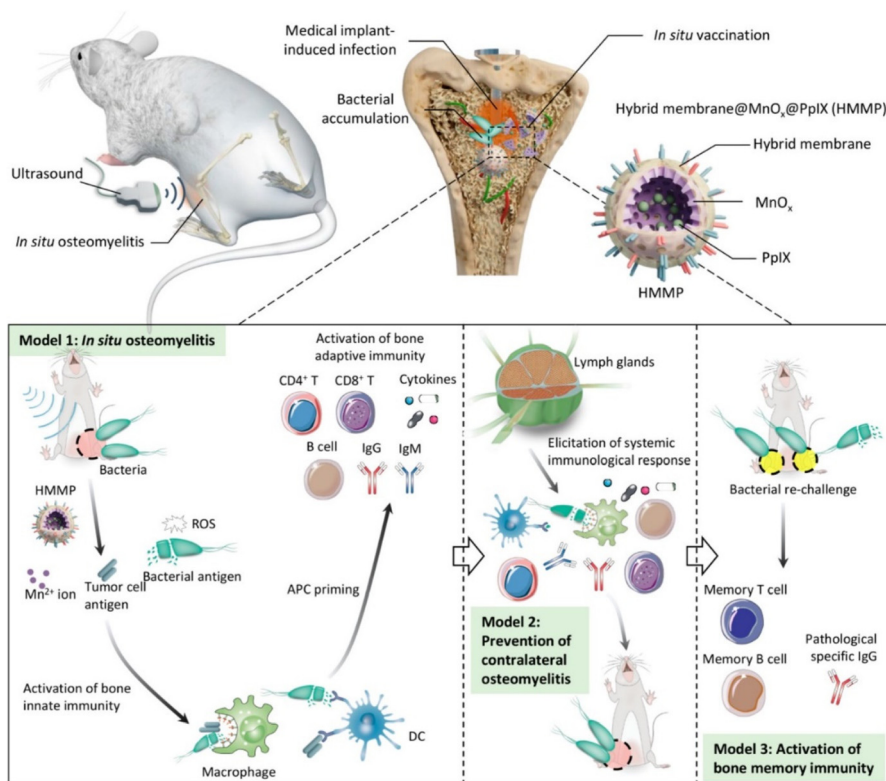 Medical implant-
induced infection
In situ vaccination
Bacterial
accumulation
Hybrid membrane@MnOₓ@PpIX (HMMP)
Hybrid membrane
Ultrasound
MnOₓ
In situ osteomyelitis
PpIX
HMMP
Model 1: In situ osteomyelitis
Activation of bone
adaptive immunity
CD4⁺ T
CD8⁺ T
Cytokines
Bacteria
B cell
IgG
IgM
HMMP
ROS
Bacterial antigen
Mn²⁺ ion
Tumor cell
antigen
APC priming
Activation of bone
innate immunity
Macrophage
DC
Lymph glands
Elicitation of systemic
immunological response
Model 2:
Prevention of
contralateral
osteomyelitis
Bacterial re-challenge
Memory T cell
Memory B cell
Pathological
specific IgG
Model 3: Activation of
bone memory immunity